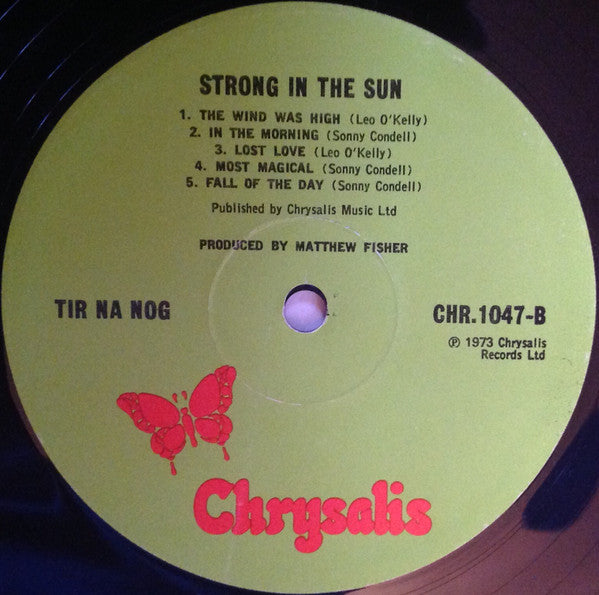 STRONG IN THE SUN
1. THE WIND WAS HIGH (Leo O'Kelly)
2. IN THE MORNING (Sonny Condell)
3. LOST LOVE (Leo O'Kelly)
4. MOST MAGICAL (Sonny Condell)
5. FALL OF THE DAY (Sonny Condell)
Published by Chrysalis Music Ltd
PRODUCED BY MATTHEW FISHER
TIR NA NOG
CHR.1047-B
℗ 1973 Chrysalis
Records Ltd
Chrysalis